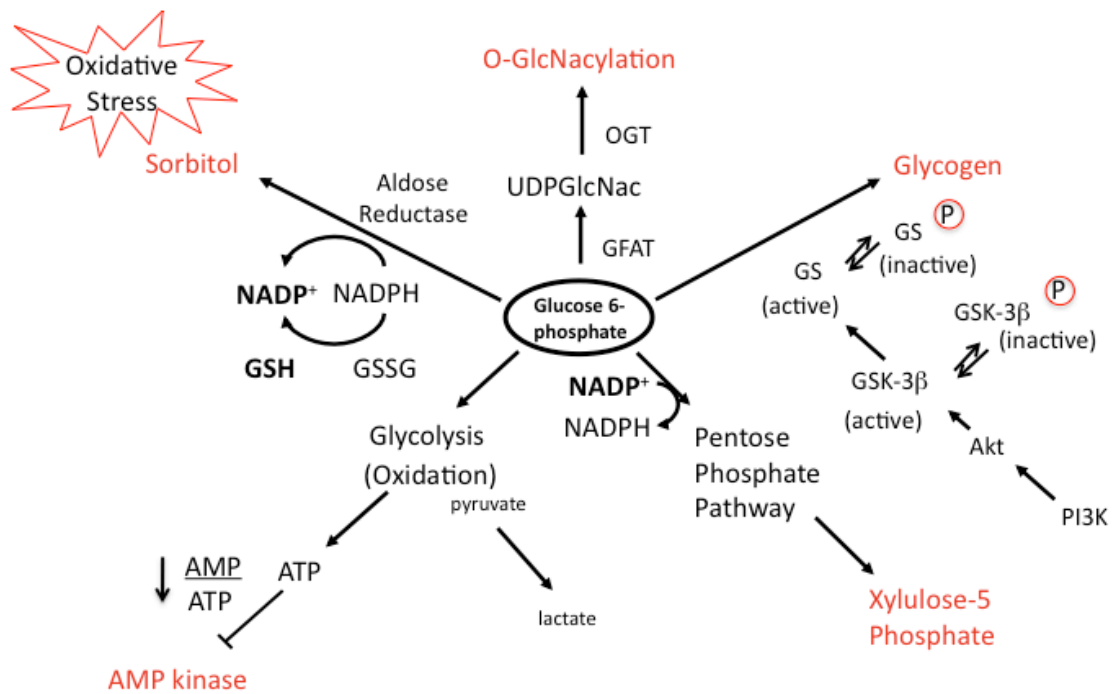 Oxidative
Stress
Sorbitol
O-GlcNacylation
OGT
UDPGlcNac
GFAT
Aldose
Reductase
NADP⁺ NADPH
GSH GSSG
Glycogen
P
GS
(inactive)
GS
(active)
P
GSK-3β
(inactive)
GSK-3β
(active)
Akt
PI3K
Glucose 6-
phosphate
NADP⁺
NADPH
Glycolysis
(Oxidation)
pyruvate
lactate
Pentose
Phosphate
Pathway
Xylulose-5
Phosphate
AMP
ATP
ATP
AMP kinase